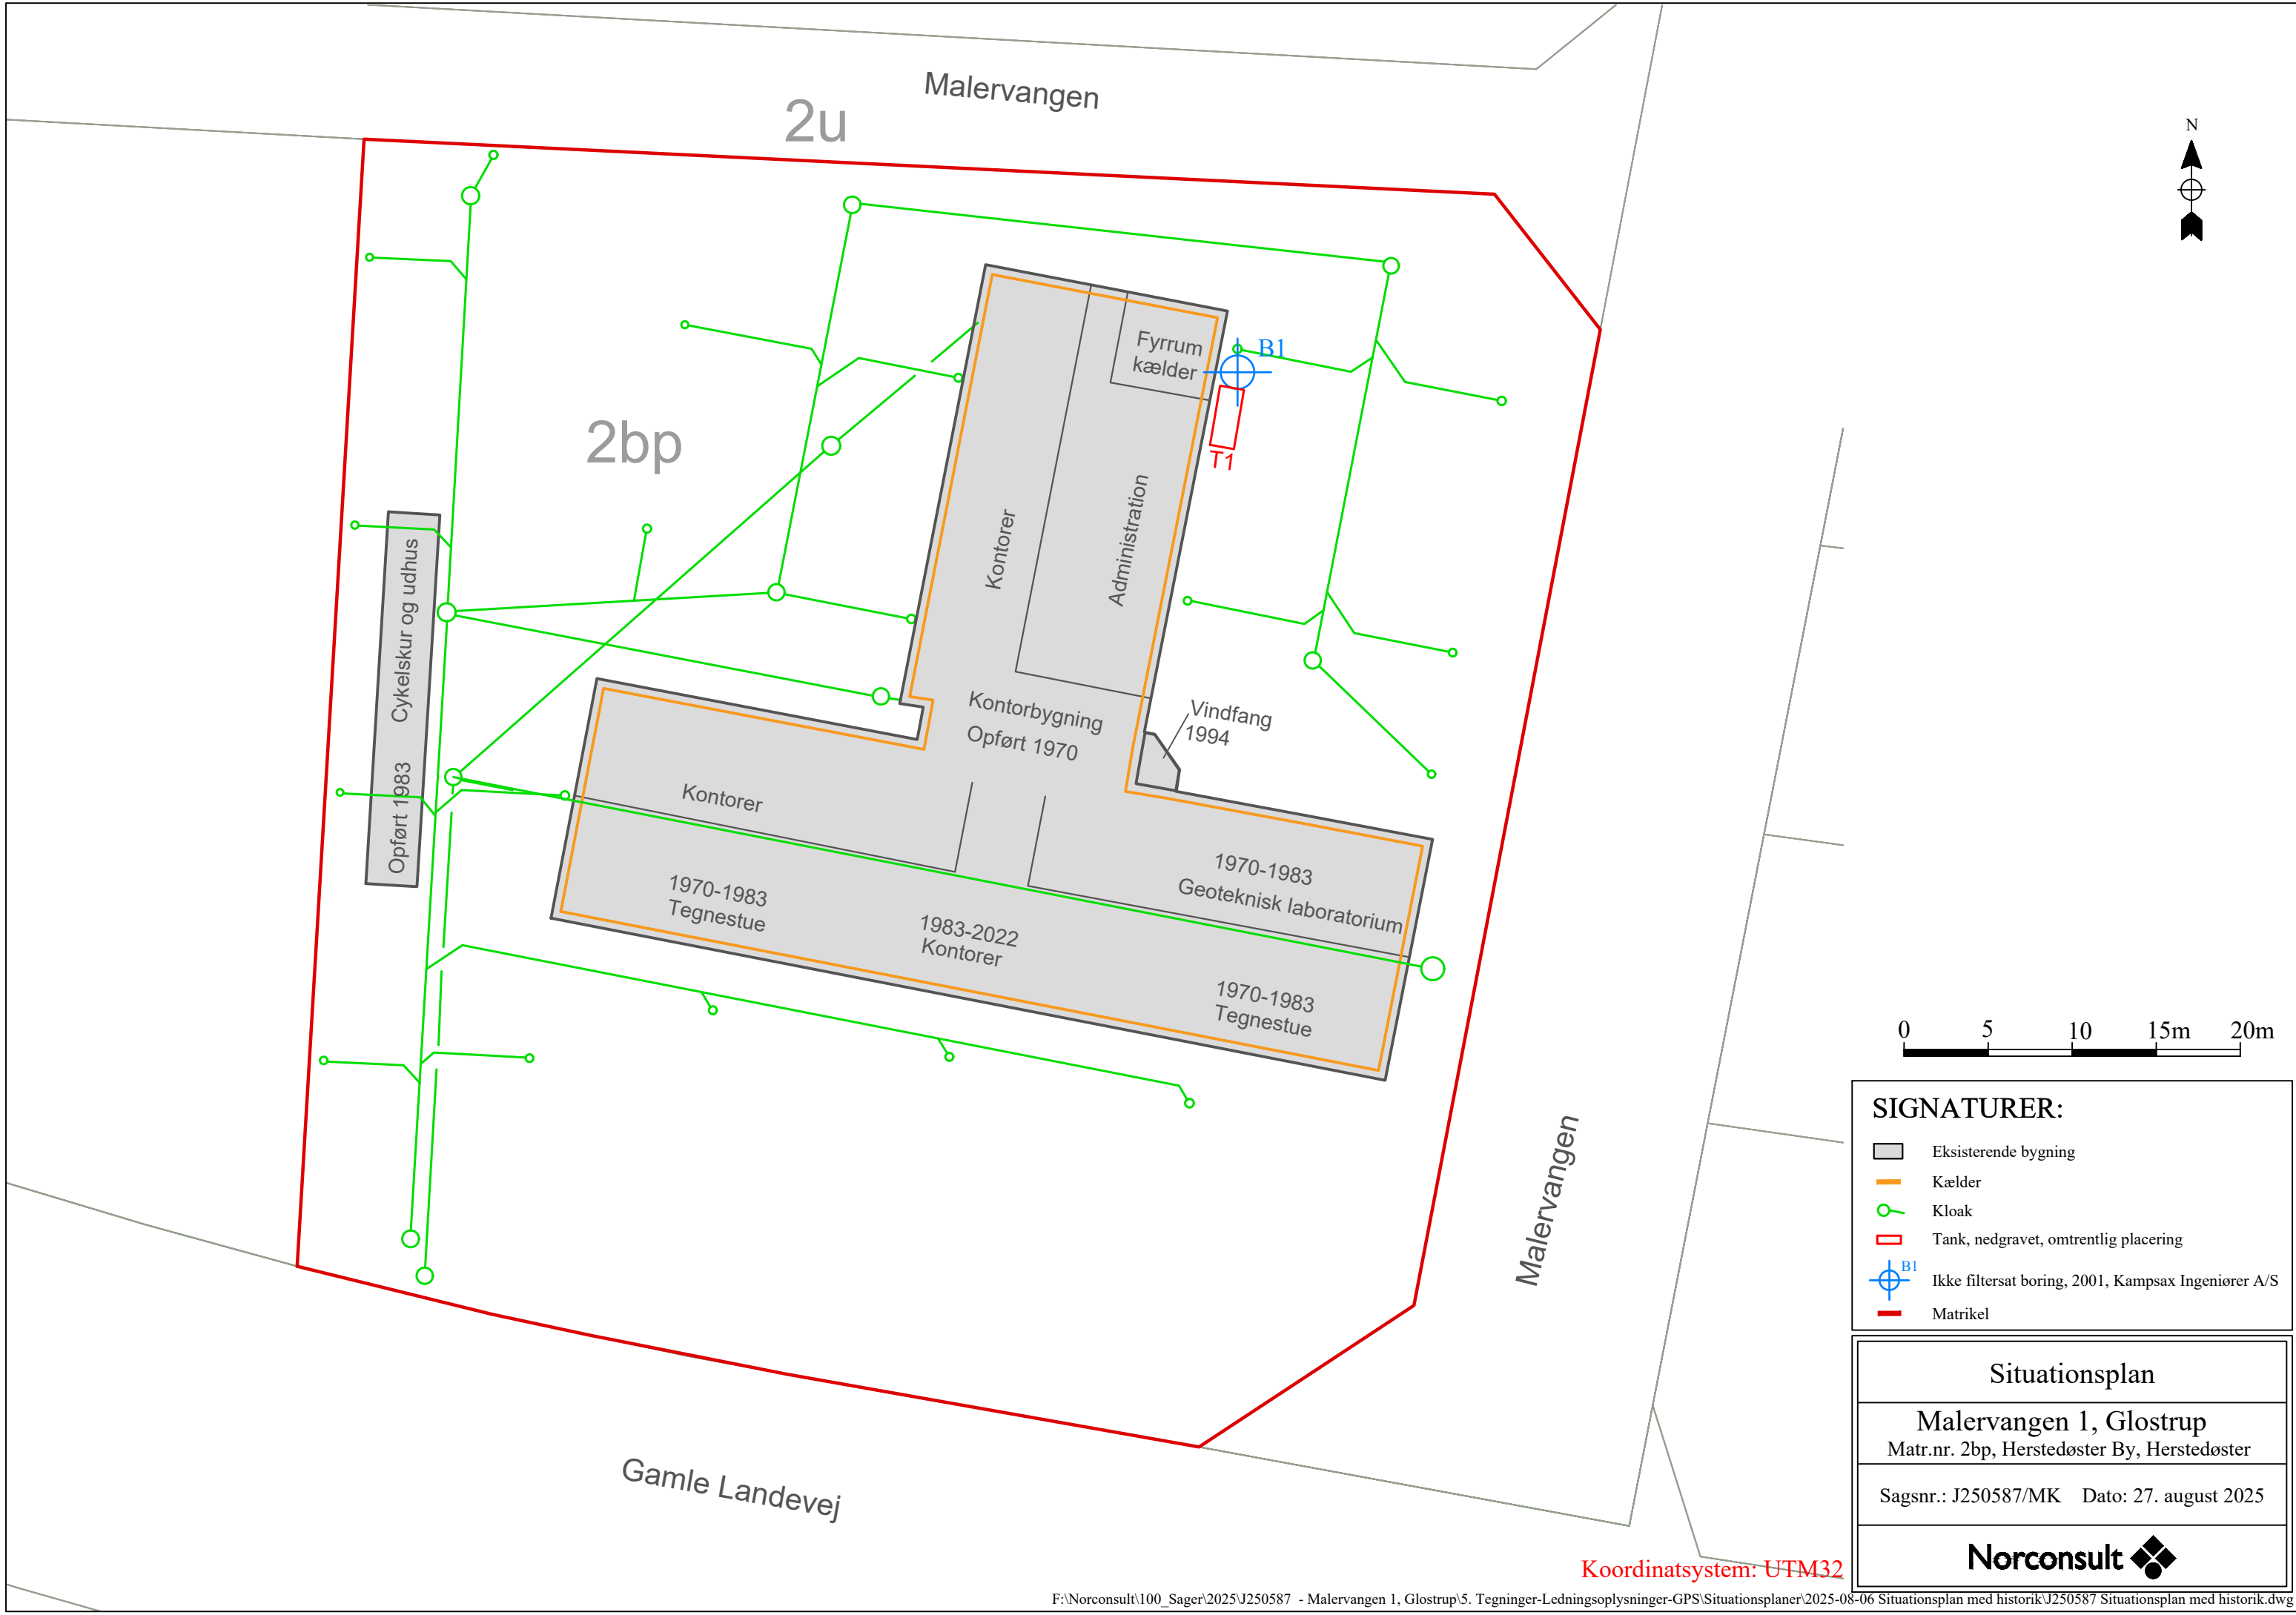 Malervangen
2u
N
B1
Fyrrum
kælder
2bp
T1
Kontorer
Administration
Cykelskur og udhus
Opført 1983
Kontorbygning
Opført 1970
Vindfang
1994
Kontorer
1970-1983
Geoteknisk laboratorium
1970-1983
Tegnestue
1983-2022
Kontorer
1970-1983
Tegnestue
Malervangen
Gamle Landevej
0 5 10 15m 20m
SIGNATURER:
Eksisterende bygning
Kælder
Kloak
Tank, nedgravet, omtrentlig placering
B1
Ikke filtersat boring, 2001, Kampsax Ingeniører A/S
Matrikel
Situationsplan
Malervangen 1, Glostrup
Matr.nr. 2bp, Herstedøster By, Herstedøster
Sagsnr.: J250587/MK Dato: 27. august 2025
Norconsult
Koordinatsystem: UTM32
F:\Norconsult\100_Sager\2025\J250587 - Malervangen 1, Glostrup\5. Tegninger-Ledningsoplysninger-GPS\Situationsplaner\2025-08-06 Situationsplan med historik\J250587 Situationsplan med historik.dwg